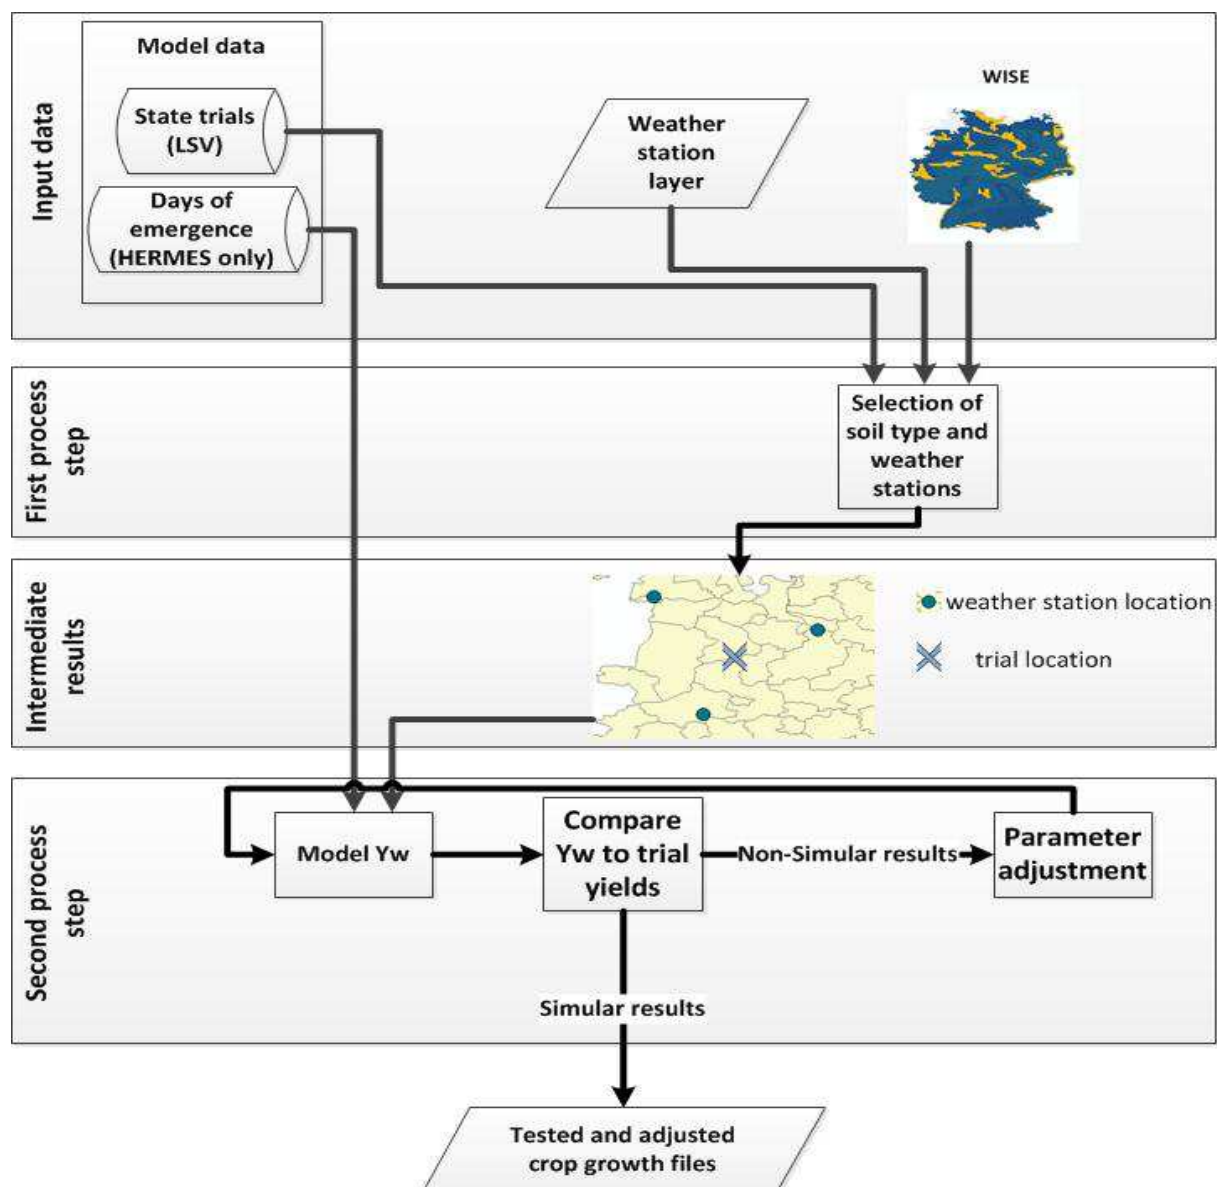 Input data
Model data
State trials
(LSV)
Days of
emergence
(HERMES only)
Weather
station
layer
WISE
First process
step
Selection of
soil type and
weather
stations
Intermediate
results
weather station location
trial location
Second process
step
Model Yw
Compare
Yw to trial
yields
Non-Simular results
Parameter
adjustment
Simular results
Tested and adjusted
crop growth files